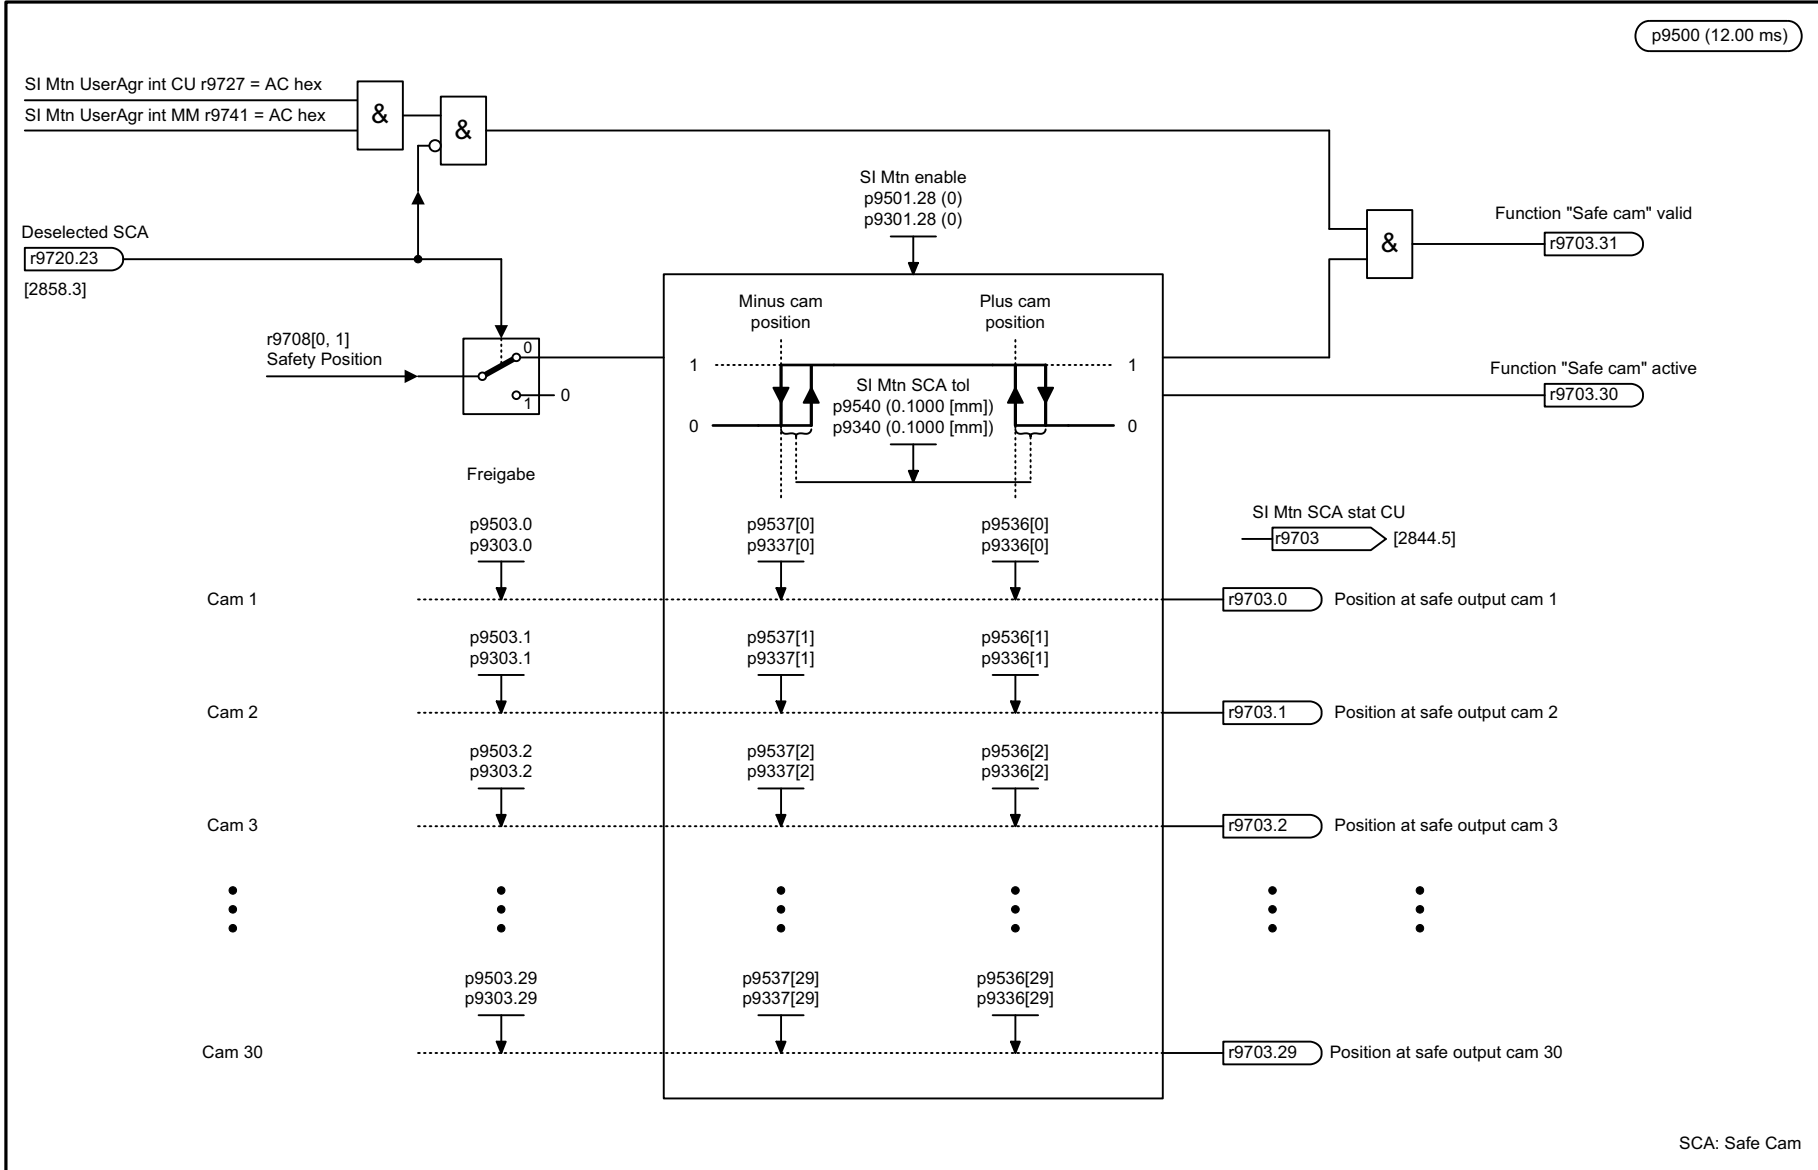 p9500 (12.00 ms)
SI Mtn UserAgr int CU r9727 = AC hex
SI Mtn UserAgr int MM r9741 = AC hex
&
&
SI Mtn enable
p9501.28 (0)
p9301.28 (0)
Deselected SCA
r9720.23
[2858.3]
&
Function "Safe cam" valid
r9703.31
r9708[0, 1]
Safety Position
0
1
0
Minus cam
position
Plus cam
position
1
1
SI Mtn SCA tol
p9540 (0.1000 [mm])
p9340 (0.1000 [mm])
0
0
Function "Safe cam" active
r9703.30
Freigabe
SI Mtn SCA stat CU
r9703
[2844.5]
p9503.0
p9303.0
p9537[0]
p9337[0]
p9536[0]
p9336[0]
Cam 1
r9703.0
Position at safe output cam 1
p9503.1
p9303.1
p9537[1]
p9337[1]
p9536[1]
p9336[1]
Cam 2
r9703.1
Position at safe output cam 2
p9503.2
p9303.2
p9537[2]
p9337[2]
p9536[2]
p9336[2]
Cam 3
r9703.2
Position at safe output cam 3
p9503.29
p9303.29
p9537[29]
p9337[29]
p9536[29]
p9336[29]
Cam 30
r9703.29
Position at safe output cam 30
SCA: Safe Cam